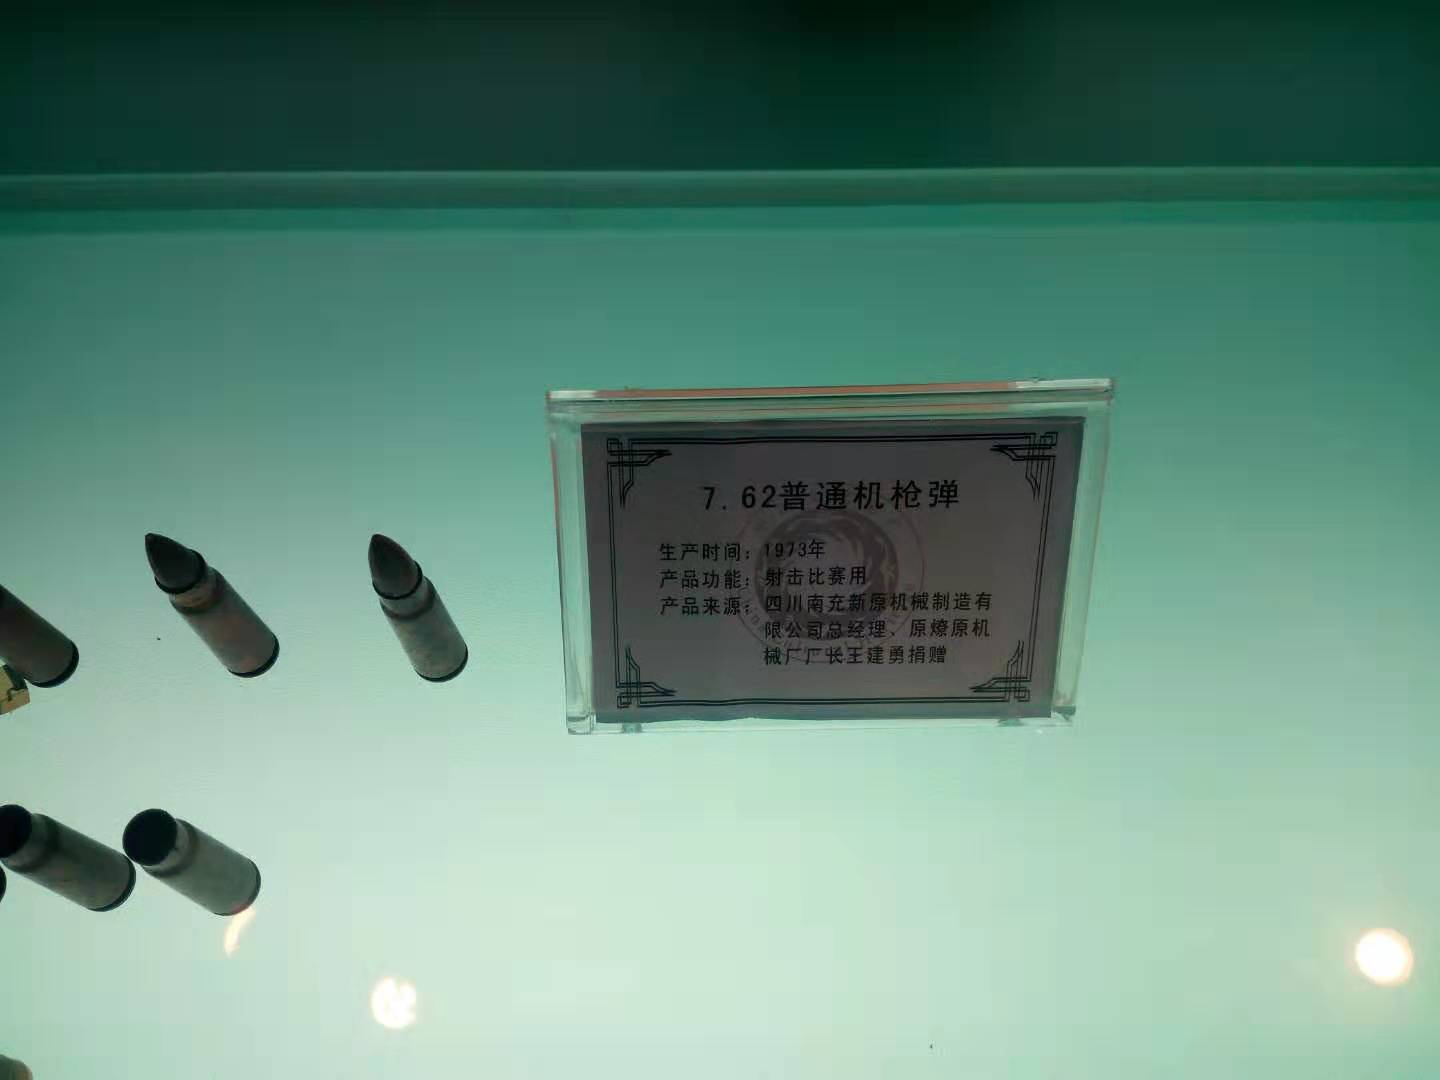 7.62普通机枪弹
生产时间：1973年
产品功能：射击比赛用
产品来源：四川南充新原机械制造有
限公司总经理、原燎原机
械厂厂长王建勇捐赠